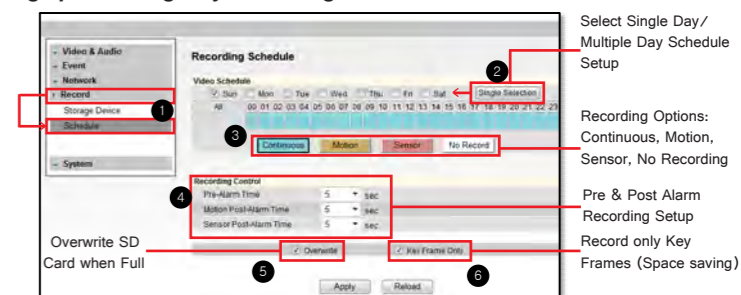 Select Single Day/
Multiple Day Schedule
Setup
- Video & Audio
- Event
- Network
- Record
Storage Device
Schedule
- System
1
Recording Schedule
Video Schedule
Sun Mon Tue Wed Thu Fri Sat Single Selection
2
All 00 01 02 03 04 05 06 07 08 09 10 11 12 13 14 15 16 17 18 19 20 21 22 23
3
Continuous Motion Sensor No Record
Recording Options:
Continuous, Motion,
Sensor, No Recording
Recording Control
4
Pre-Alarm Time 5 sec
Motion Post-Alarm Time 5 sec
Sensor Post-Alarm Time 5 sec
Pre & Post Alarm
Recording Setup
Overwrite SD
Card when Full
Overwrite
5
Key Frame Only
6
Record only Key
Frames (Space saving)
Apply Reload